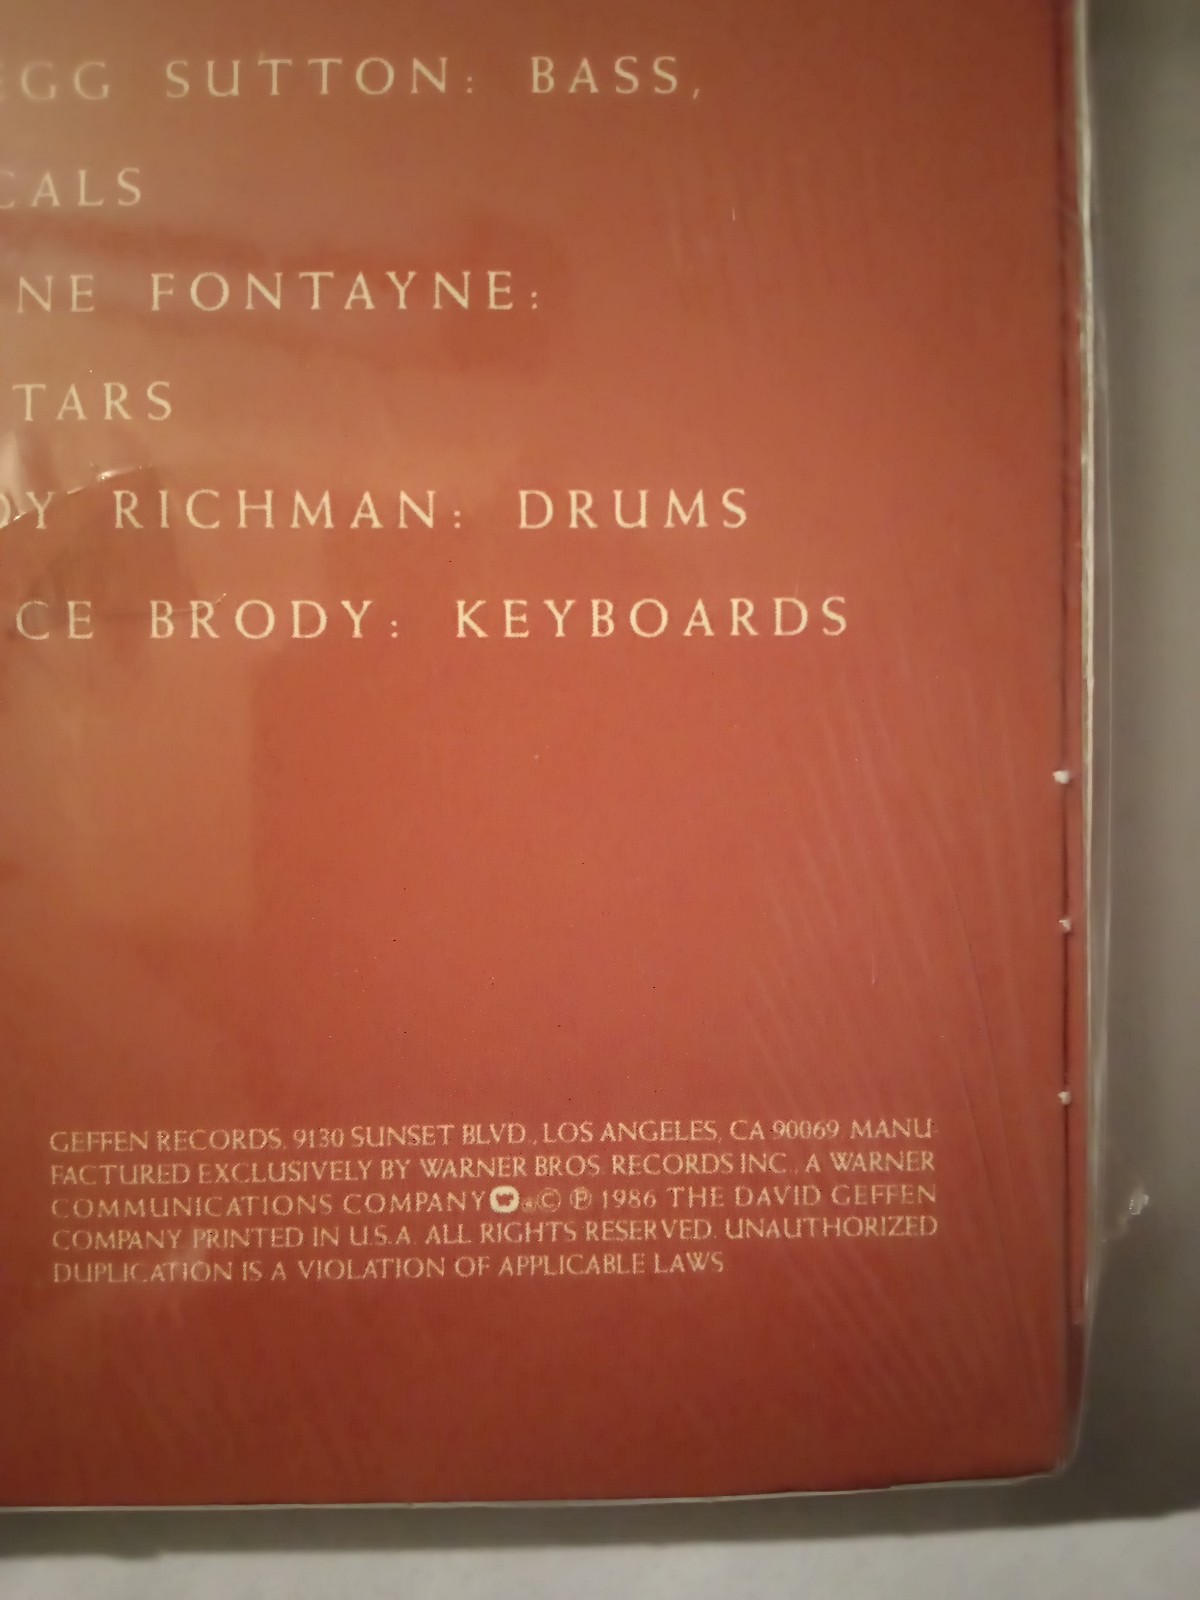 EGG SUTTON: BASS,
CALS
NE FONTAYNE:
TARS
DY RICHMAN: DRUMS
CE BRODY: KEYBOARDS
GEFFEN RECORDS, 9130 SUNSET BLVD., LOS ANGELES, CA 90069. MANU-
FACTURED EXCLUSIVELY BY WARNER BROS. RECORDS INC., A WARNER
COMMUNICATIONS COMPANY ® © ℗ 1986 THE DAVID GEFFEN
COMPANY. PRINTED IN U.S.A. ALL RIGHTS RESERVED. UNAUTHORIZED
DUPLICATION IS A VIOLATION OF APPLICABLE LAWS.